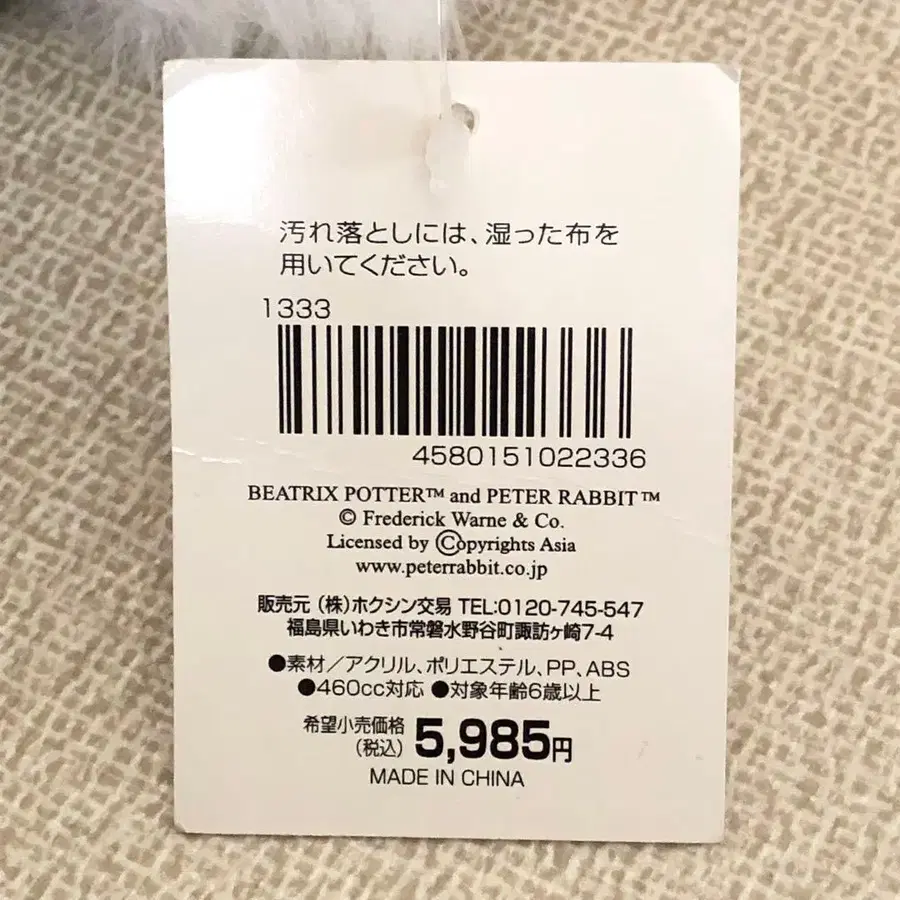 汚れ落としには、湿った布を
用いてください。
1333
4580151022336
BEATRIX POTTER™ and PETER RABBIT™
© Frederick Warne & Co.
Licensed by ©opyrights Asia
www.peterrabbit.co.jp
販売元 (株)ホクシン交易 TEL:0120-745-547
福島県いわき市常磐水野谷町諏訪ヶ崎7-4
●素材／アクリル、ポリエステル、PP、ABS
●460cc対応 ●対象年齢6歳以上
希望小売価格
(税込) 5,985円
MADE IN CHINA